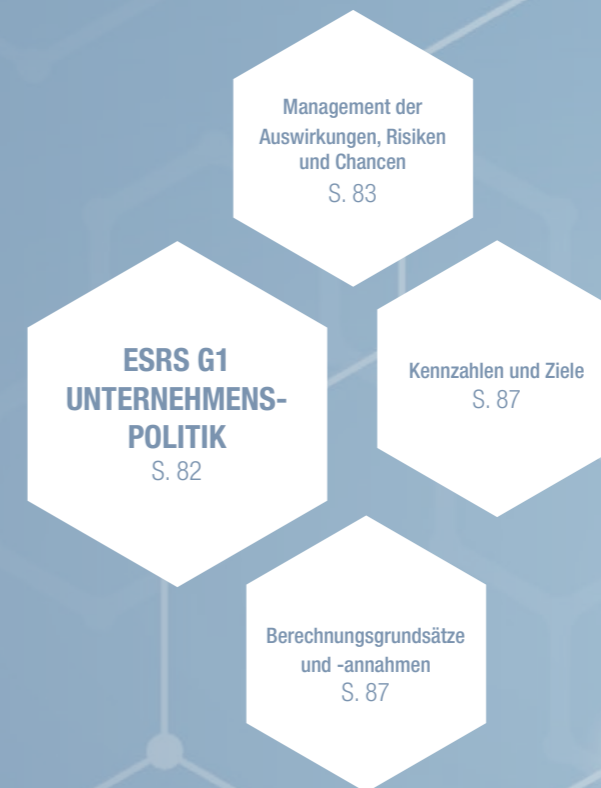 Management der
Auswirkungen, Risiken
und Chancen
S. 83
ESRS G1
UNTERNEHMENS-
POLITIK
S. 82
Kennzahlen und Ziele
S. 87
Berechnungsgrundsätze
und -annahmen
S. 87